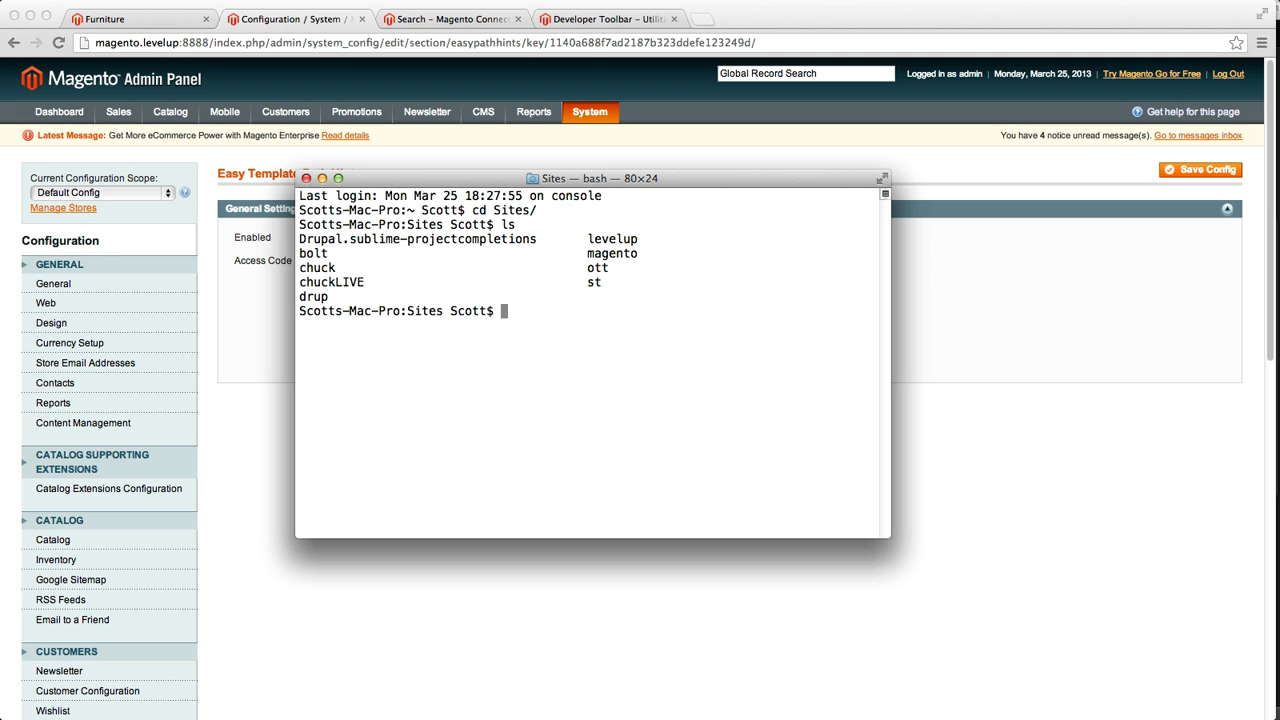 Furniture
Configuration / System /
Search – Magento Connect
Developer Toolbar – Utiliti
magento.levelup:8888/index.php/admin/system_config/edit/section/easypathhints/key/1140a688f7ad2187b323ddefe123249d/
Magento Admin Panel
Global Record Search
Logged in as admin
Monday, March 25, 2013
Try Magento Go for Free
Log Out
Dashboard Sales Catalog Mobile Customers Promotions Newsletter CMS Reports System
Get help for this page
Latest Message: Get More eCommerce Power with Magento Enterprise Read details
You have 4 notice unread message(s). Go to messages inbox
Current Configuration Scope:
Default Config
Manage Stores
Configuration
GENERAL
General
Web
Design
Currency Setup
Store Email Addresses
Contacts
Reports
Content Management
CATALOG SUPPORTING
EXTENSIONS
Catalog Extensions Configuration
CATALOG
Catalog
Inventory
Google Sitemap
RSS Feeds
Email to a Friend
CUSTOMERS
Newsletter
Customer Configuration
Wishlist
Easy Templa
Save Config
General Setting
Enabled
Access Code
Sites — bash — 80×24
Last login: Mon Mar 25 18:27:55 on console
Scotts-Mac-Pro:~ Scott$ cd Sites/
Scotts-Mac-Pro:Sites Scott$ ls
Drupal.sublime-projectcompletions levelup
bolt magento
chuck ott
chuckLIVE st
drup
Scotts-Mac-Pro:Sites Scott$